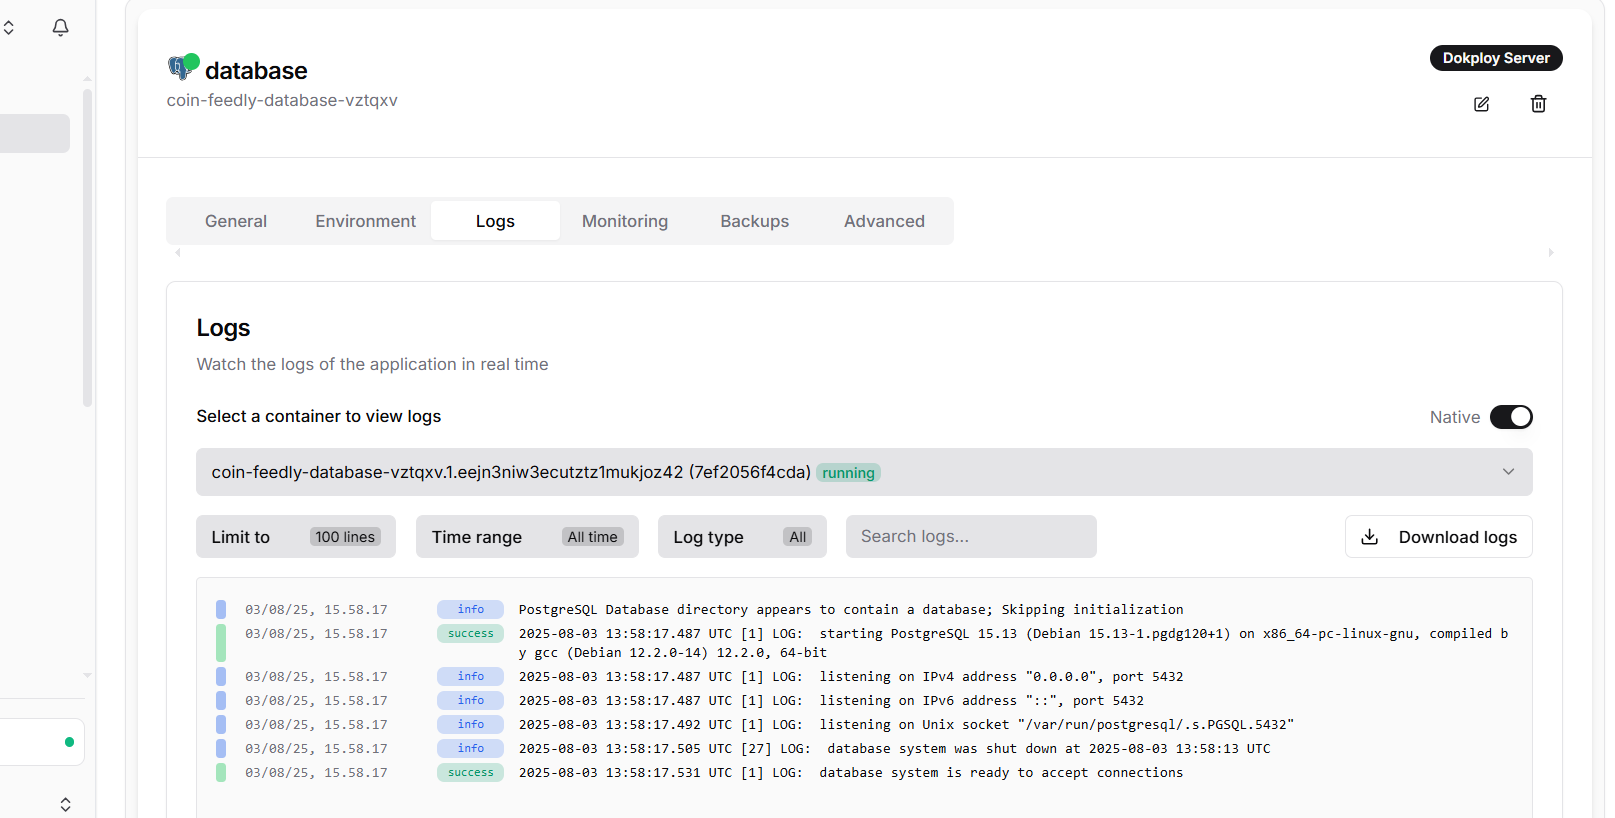 database
Dokploy Server
coin-feedly-database-vztqxv
General Environment Logs Monitoring Backups Advanced
Logs
Watch the logs of the application in real time
Select a container to view logs
Native
coin-feedly-database-vztqxv.1.eejn3niw3ecutztz1mukjoz42 (7ef2056f4cda) running
Limit to 100 lines Time range All time Log type All Search logs... Download logs
03/08/25, 15.58.17 info PostgreSQL Database directory appears to contain a database; Skipping initialization
03/08/25, 15.58.17 success 2025-08-03 13:58:17.487 UTC [1] LOG:  starting PostgreSQL 15.13 (Debian 15.13-1.pgdg120+1) on x86_64-pc-linux-gnu, compiled b
y gcc (Debian 12.2.0-14) 12.2.0, 64-bit
03/08/25, 15.58.17 info 2025-08-03 13:58:17.487 UTC [1] LOG:  listening on IPv4 address "0.0.0.0", port 5432
03/08/25, 15.58.17 info 2025-08-03 13:58:17.487 UTC [1] LOG:  listening on IPv6 address "::", port 5432
03/08/25, 15.58.17 info 2025-08-03 13:58:17.492 UTC [1] LOG:  listening on Unix socket "/var/run/postgresql/.s.PGSQL.5432"
03/08/25, 15.58.17 info 2025-08-03 13:58:17.505 UTC [27] LOG:  database system was shut down at 2025-08-03 13:58:13 UTC
03/08/25, 15.58.17 success 2025-08-03 13:58:17.531 UTC [1] LOG:  database system is ready to accept connections